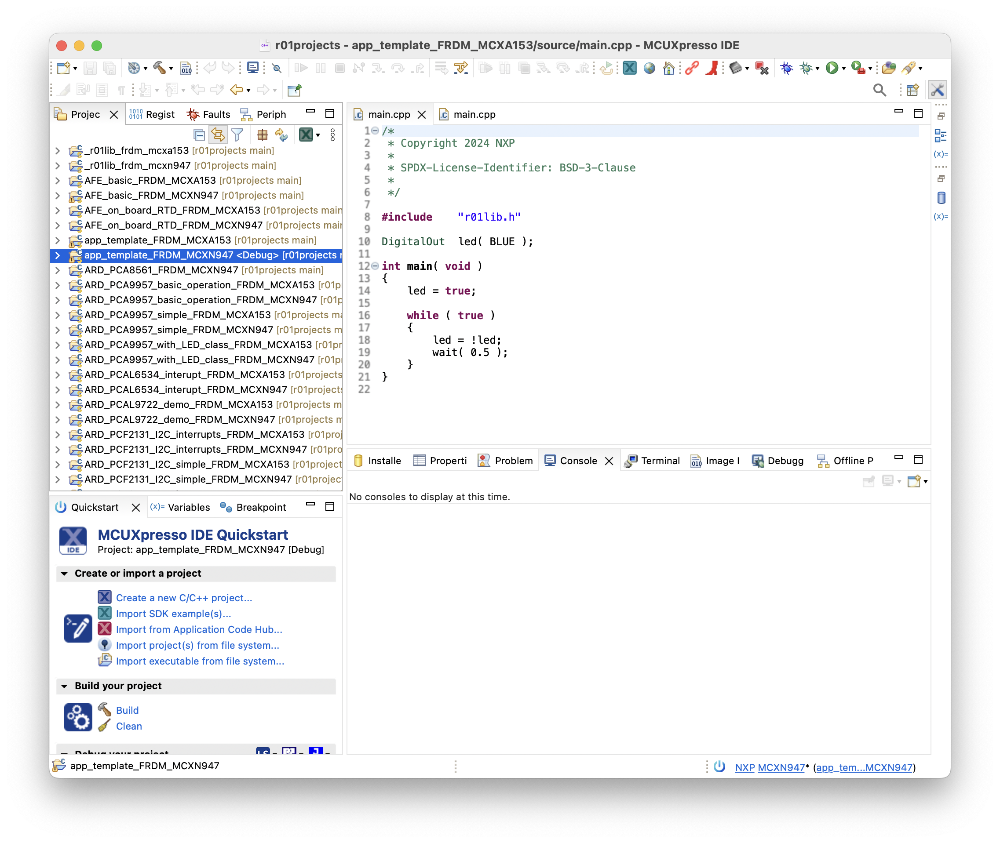 r01projects - app_template_FRDM_MCXA153/source/main.cpp - MCUXpresso IDE
Projec
Regist
Faults
Periph
_r01lib_frdm_mcxa153 [r01projects main]
_r01lib_frdm_mcxn947 [r01projects main]
AFE_basic_FRDM_MCXA153 [r01projects main]
AFE_basic_FRDM_MCXN947 [r01projects main]
AFE_on_board_RTD_FRDM_MCXA153 [r01projects main
AFE_on_board_RTD_FRDM_MCXN947 [r01projects mair
app_template_FRDM_MCXA153 [r01projects main]
app_template_FRDM_MCXN947 <Debug> [r01projects r
ARD_PCA8561_FRDM_MCXN947 [r01projects main]
ARD_PCA9957_basic_operation_FRDM_MCXA153 [r01p
ARD_PCA9957_basic_operation_FRDM_MCXN947 [r01p
ARD_PCA9957_simple_FRDM_MCXA153 [r01projects ma
ARD_PCA9957_simple_FRDM_MCXN947 [r01projects m
ARD_PCA9957_with_LED_class_FRDM_MCXA153 [r01pr
ARD_PCA9957_with_LED_class_FRDM_MCXN947 [r01p
ARD_PCAL6534_interupt_FRDM_MCXA153 [r01projects
ARD_PCAL6534_interupt_FRDM_MCXN947 [r01projects
ARD_PCAL9722_demo_FRDM_MCXA153 [r01projects m
ARD_PCAL9722_demo_FRDM_MCXN947 [r01projects m
ARD_PCF2131_I2C_interrupts_FRDM_MCXA153 [r01proj
ARD_PCF2131_I2C_interrupts_FRDM_MCXN947 [r01pro
ARD_PCF2131_I2C_simple_FRDM_MCXA153 [r01project
ARD_PCF2131_I2C_simple_FRDM_MCXN947 [r01projec
main.cpp
main.cpp
1 /*
2 * Copyright 2024 NXP
3 *
4 * SPDX-License-Identifier: BSD-3-Clause
5 *
6 */
7
8 #include "r01lib.h"
9
10 DigitalOut led( BLUE );
11
12 int main( void )
13 {
14 led = true;
15
16 while ( true )
17 {
18 led = !led;
19 wait( 0.5 );
20 }
21 }
22
(x)=
(x)=
Installe
Properti
Problem
Console
Terminal
Image I
Debugg
Offline P
No consoles to display at this time.
Quickstart
(x)= Variables
Breakpoint
IDE
MCUXpresso IDE Quickstart
Project: app_template_FRDM_MCXN947 [Debug]
Create or import a project
Create a new C/C++ project...
Import SDK example(s)...
Import from Application Code Hub...
Import project(s) from file system...
Import executable from file system...
Build your project
Build
Clean
Debug your project
app_template_FRDM_MCXN947
NXP MCXN947* (app_tem...MCXN947)